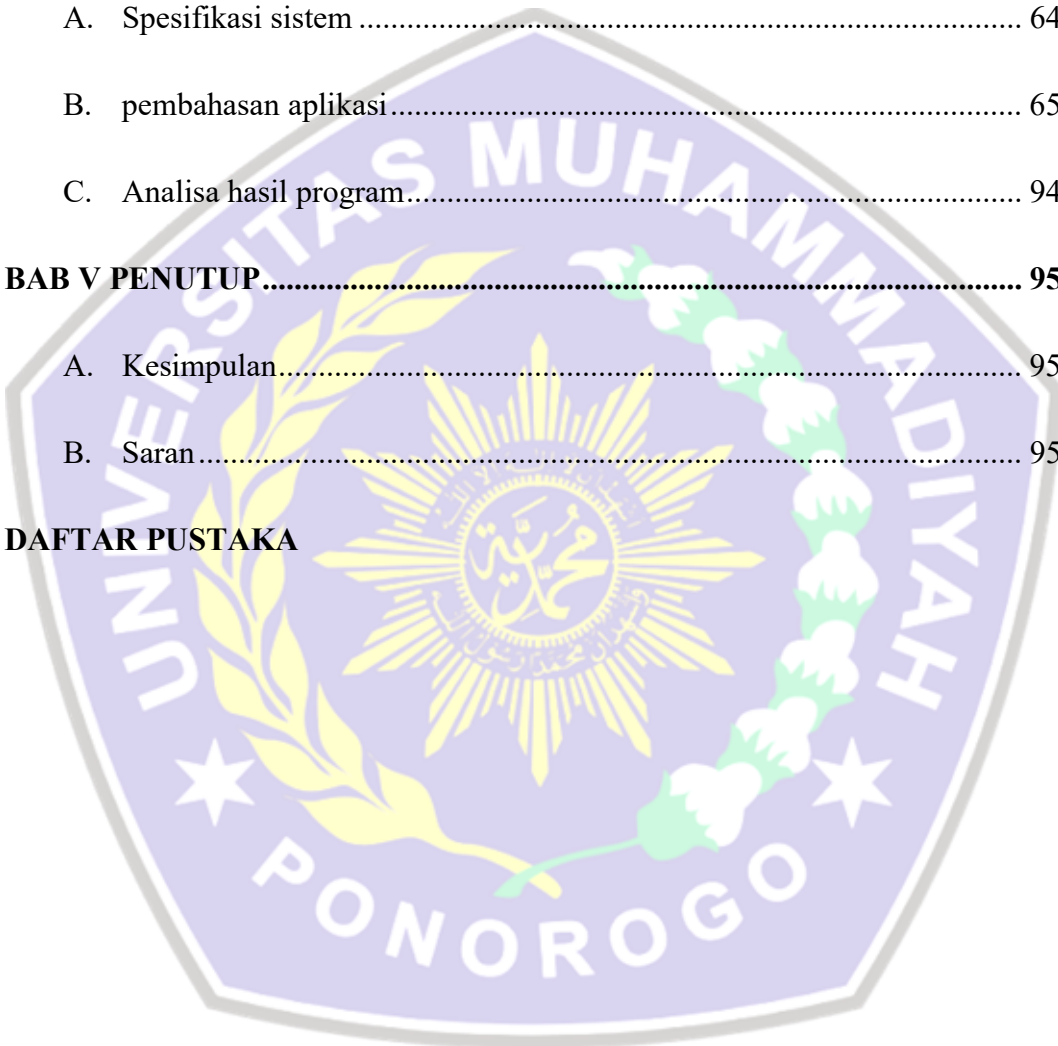 A. Spesifikasi sistem ........................................................................ 64
B. pembahasan aplikasi ........................................................................ 65
C. Analisa hasil program ........................................................................ 94
BAB V PENUTUP ........................................................................ 95
A. Kesimpulan ........................................................................ 95
B. Saran ........................................................................ 95
DAFTAR PUSTAKA
UNIVERSITAS MUHAMMADIYAH
PONOROGO
محمدية